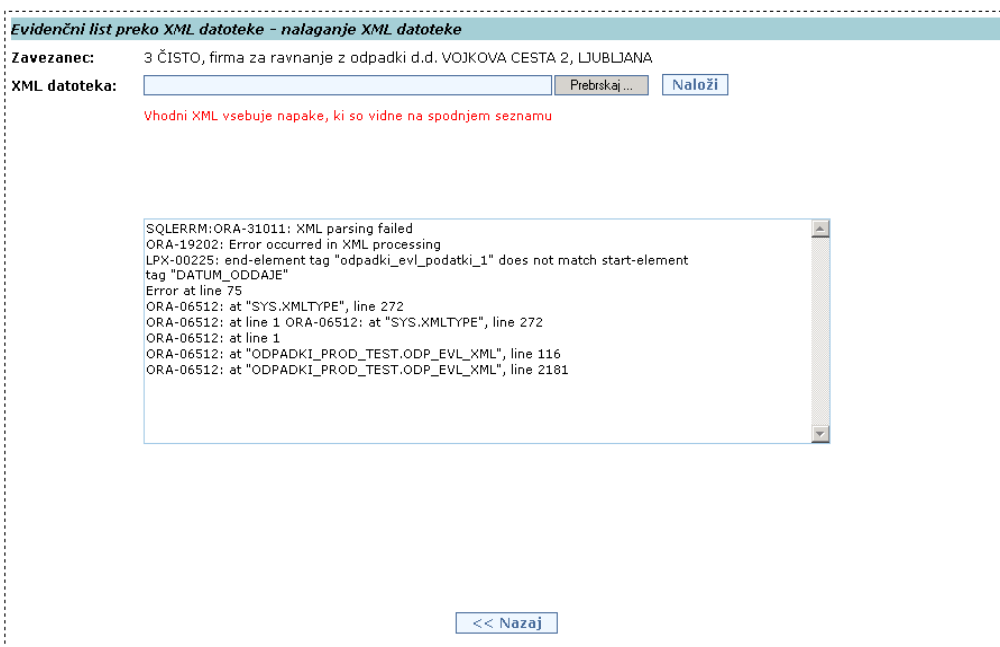 Evidenčni list preko XML datoteke - nalaganje XML datoteke
Zavezanec: 3 ČISTO, firma za ravnanje z odpadki d.d. VOJKOVA CESTA 2, LJUBLJANA
XML datoteka: Prebrskaj ... Naloži
Vhodni XML vsebuje napake, ki so vidne na spodnjem seznamu
SQLERRM:ORA-31011: XML parsing failed
ORA-19202: Error occurred in XML processing
LPX-00225: end-element tag "odpadki_evl_podatki_1" does not match start-element
tag "DATUM_ODDAJE"
Error at line 75
ORA-06512: at "SYS.XMLTYPE", line 272
ORA-06512: at line 1 ORA-06512: at "SYS.XMLTYPE", line 272
ORA-06512: at line 1
ORA-06512: at "ODPADKI_PROD_TEST.ODP_EVL_XML", line 116
ORA-06512: at "ODPADKI_PROD_TEST.ODP_EVL_XML", line 2181
<< Nazaj